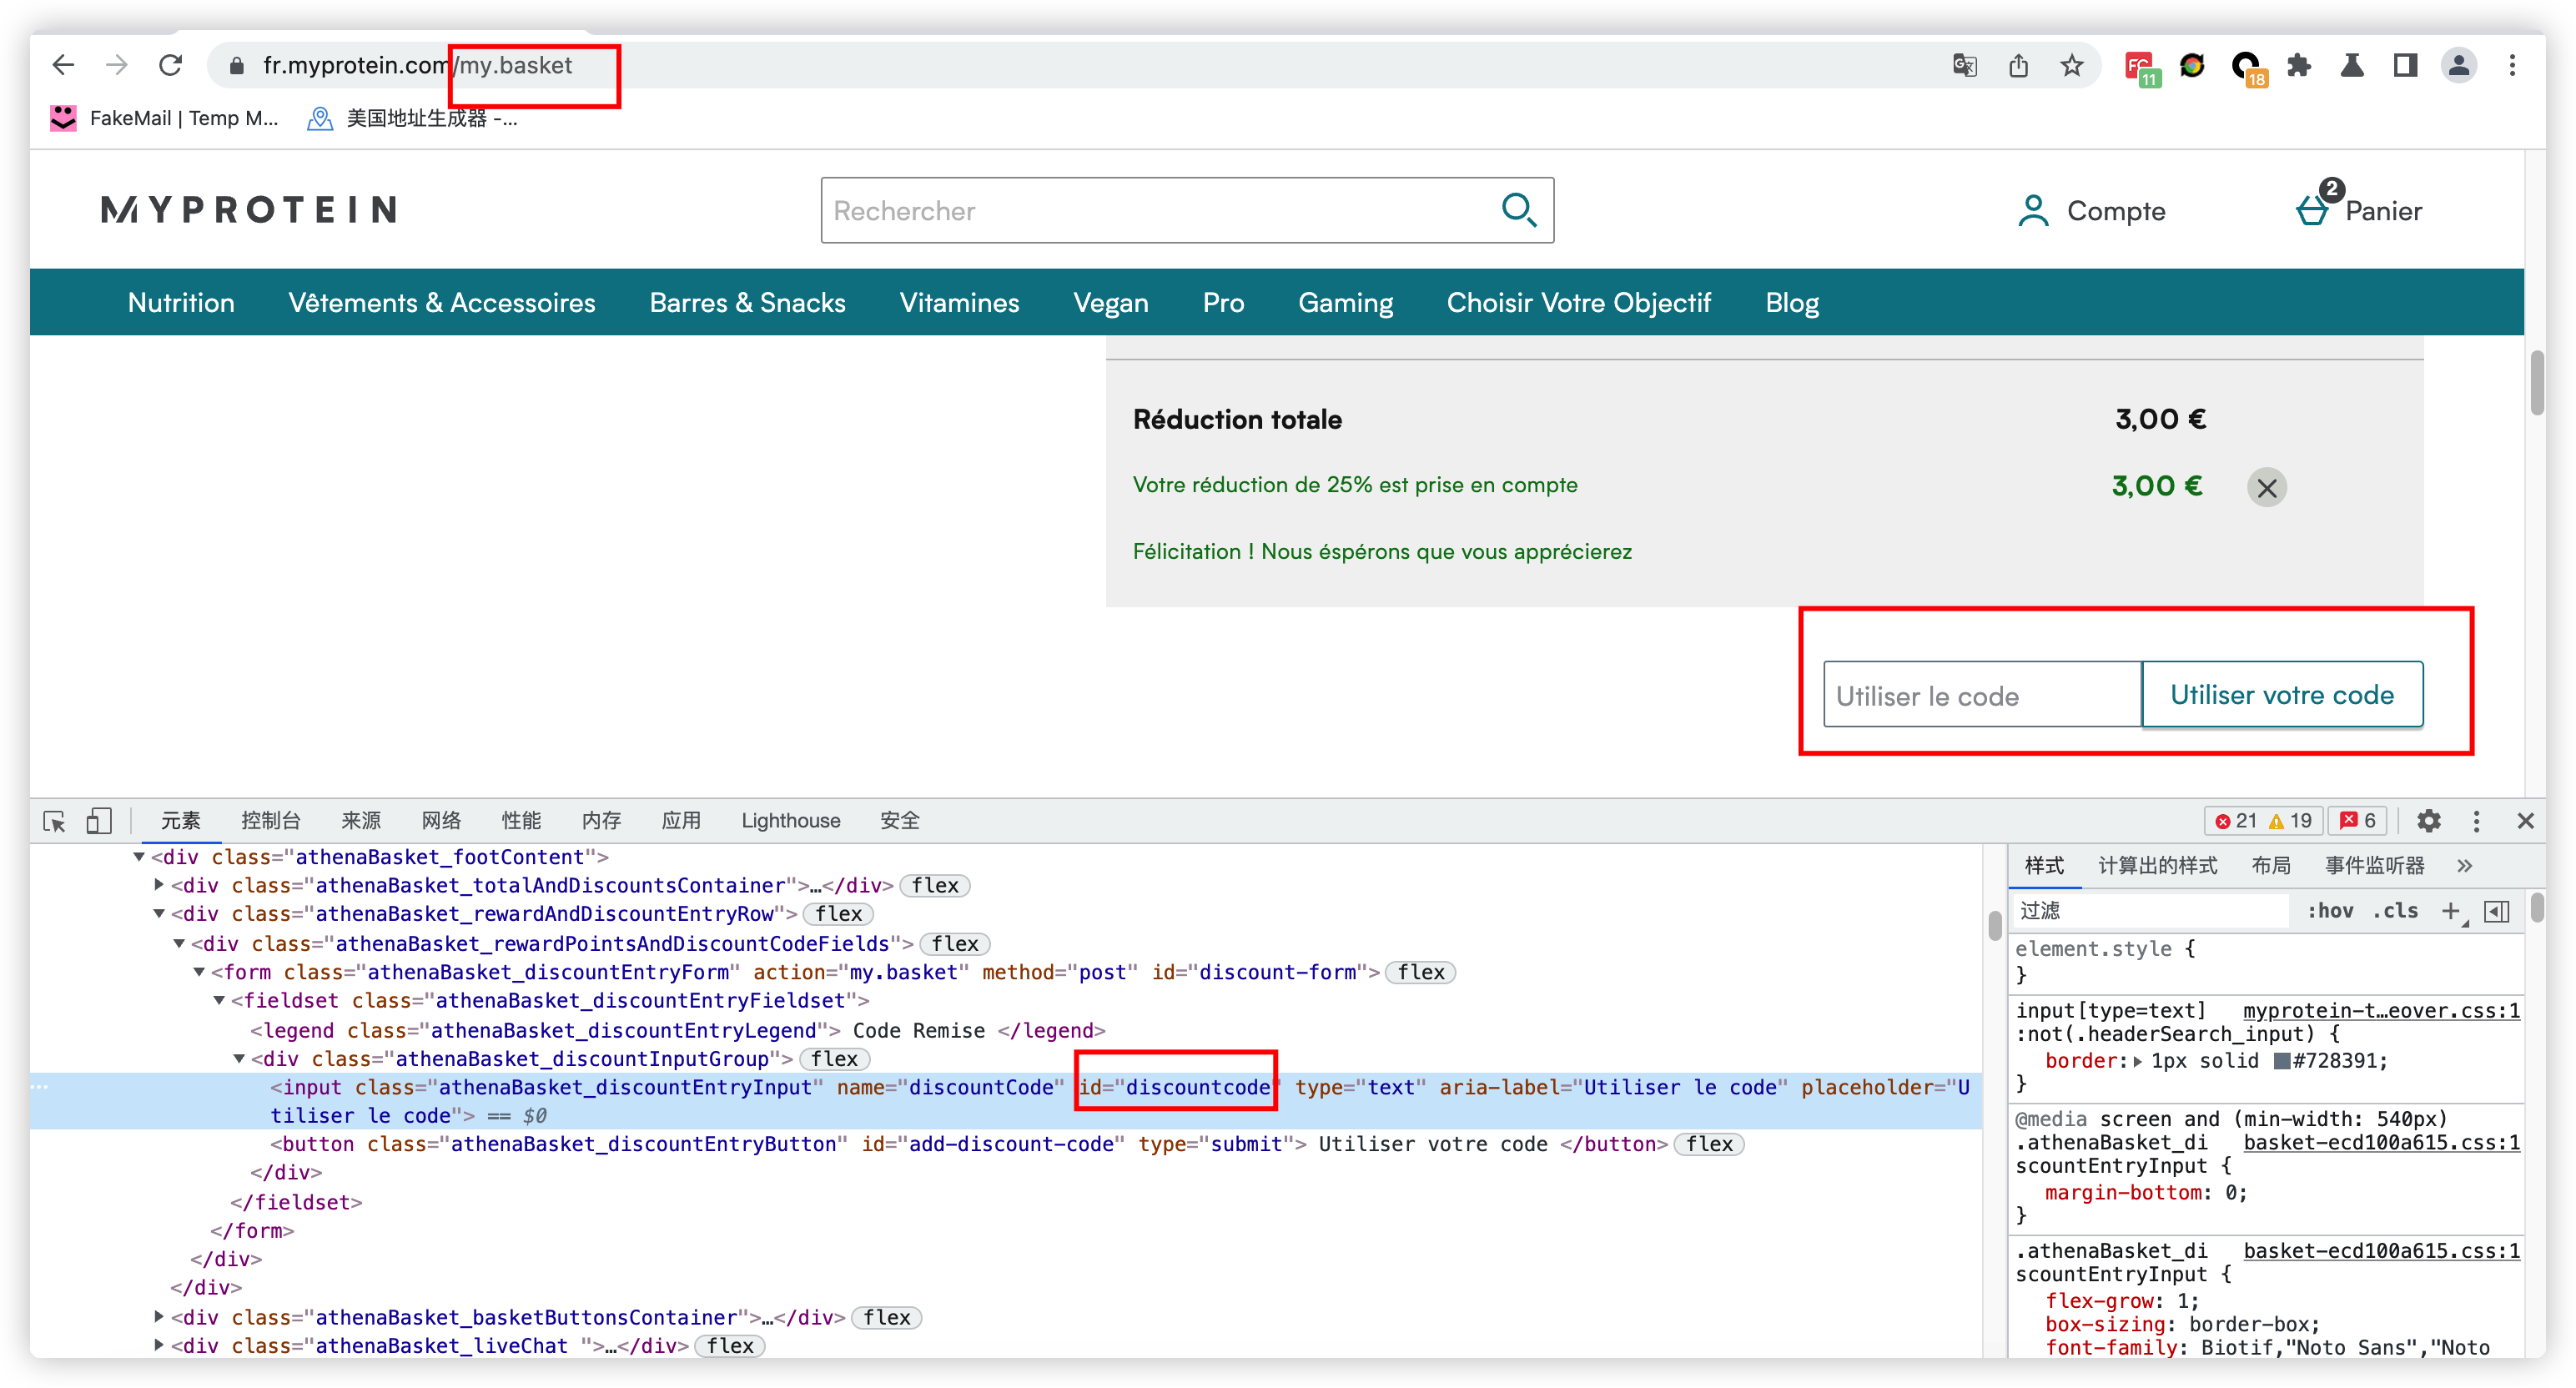 fr.myprotein.com/my.basket
FC 11 18
FakeMail | Temp M... 美国地址生成器 -...
MYPROTEIN
Rechercher
Compte
2
Panier
Nutrition Vêtements & Accessoires Barres & Snacks Vitamines Vegan Pro Gaming Choisir Votre Objectif Blog
Réduction totale 3,00 €
Votre réduction de 25% est prise en compte 3,00 €
Félicitation ! Nous éspérons que vous apprécierez
Utiliser le code Utiliser votre code
元素 控制台 来源 网络 性能 内存 应用 Lighthouse 安全 21 19 6
<div class="athenaBasket_footContent">
<div class="athenaBasket_totalAndDiscountsContainer">…</div> flex
<div class="athenaBasket_rewardAndDiscountEntryRow"> flex
<div class="athenaBasket_rewardPointsAndDiscountCodeFields"> flex
<form class="athenaBasket_discountEntryForm" action="my.basket" method="post" id="discount-form"> flex
<fieldset class="athenaBasket_discountEntryFieldset">
<legend class="athenaBasket_discountEntryLegend"> Code Remise </legend>
<div class="athenaBasket_discountInputGroup"> flex
<input class="athenaBasket_discountEntryInput" name="discountCode" id="discountcode" type="text" aria-label="Utiliser le code" placeholder="U
tiliser le code"> == $0
<button class="athenaBasket_discountEntryButton" id="add-discount-code" type="submit"> Utiliser votre code </button> flex
</div>
</fieldset>
</form>
</div>
</div>
<div class="athenaBasket_basketButtonsContainer">…</div> flex
<div class="athenaBasket_liveChat ">…</div> flex
样式 计算出的样式 布局 事件监听器 »
过滤 :hov .cls +
element.style {
}
input[type=text] myprotein-t…eover.css:1
:not(.headerSearch_input) {
border: 1px solid #728391;
}
@media screen and (min-width: 540px)
.athenaBasket_di basket-ecd100a615.css:1
scountEntryInput {
margin-bottom: 0;
}
.athenaBasket_di basket-ecd100a615.css:1
scountEntryInput {
flex-grow: 1;
box-sizing: border-box;
font-family: Biotif,"Noto Sans","Noto